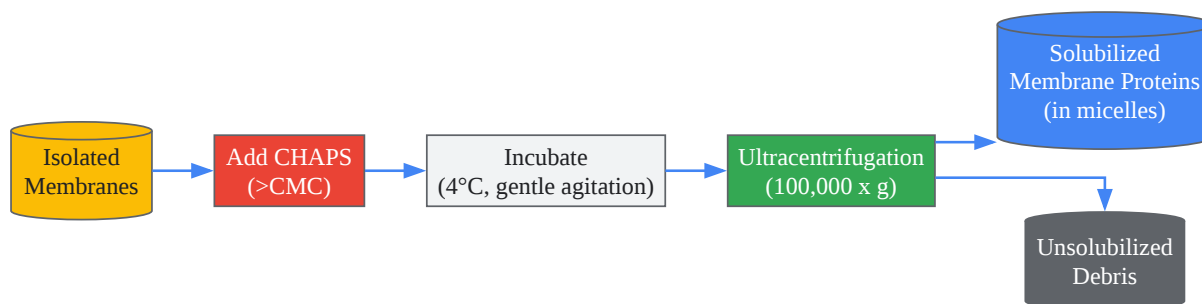 Isolated
Membranes
Add CHAPS
(>CMC)
Incubate
(4°C, gentle agitation)
Ultracentrifugation
(100,000 x g)
Solubilized
Membrane Proteins
(in micelles)
Unsolubilized
Debris